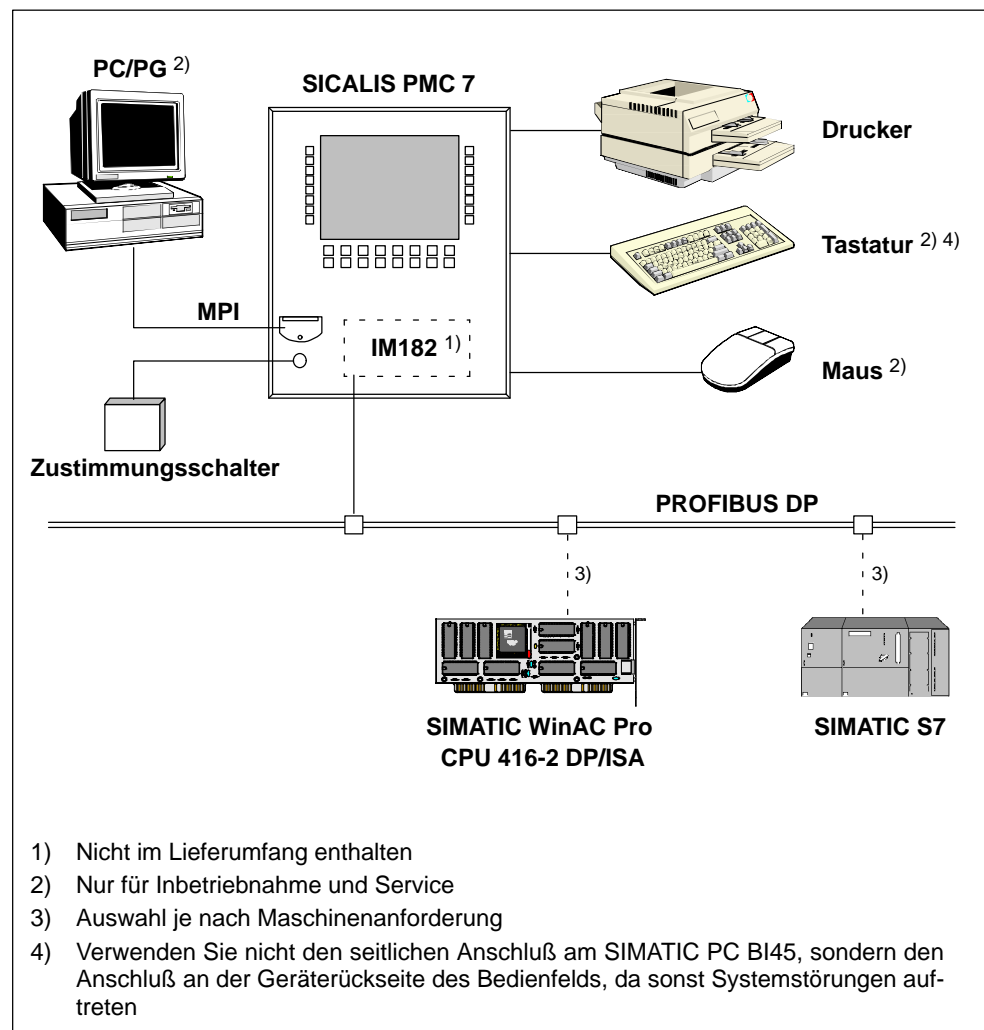 PC/PG 2)
SICALIS PMC 7
Drucker
Tastatur 2) 4)
MPI
IM182 1)
Maus 2)
Zustimmungsschalter
PROFIBUS DP
3)
3)
SIMATIC WinAC Pro
CPU 416-2 DP/ISA
SIMATIC S7
1) Nicht im Lieferumfang enthalten
2) Nur für Inbetriebnahme und Service
3) Auswahl je nach Maschinenanforderung
4) Verwenden Sie nicht den seitlichen Anschluß am SIMATIC PC BI45, sondern den
Anschluß an der Geräterückseite des Bedienfelds, da sonst Systemstörungen auf-
treten